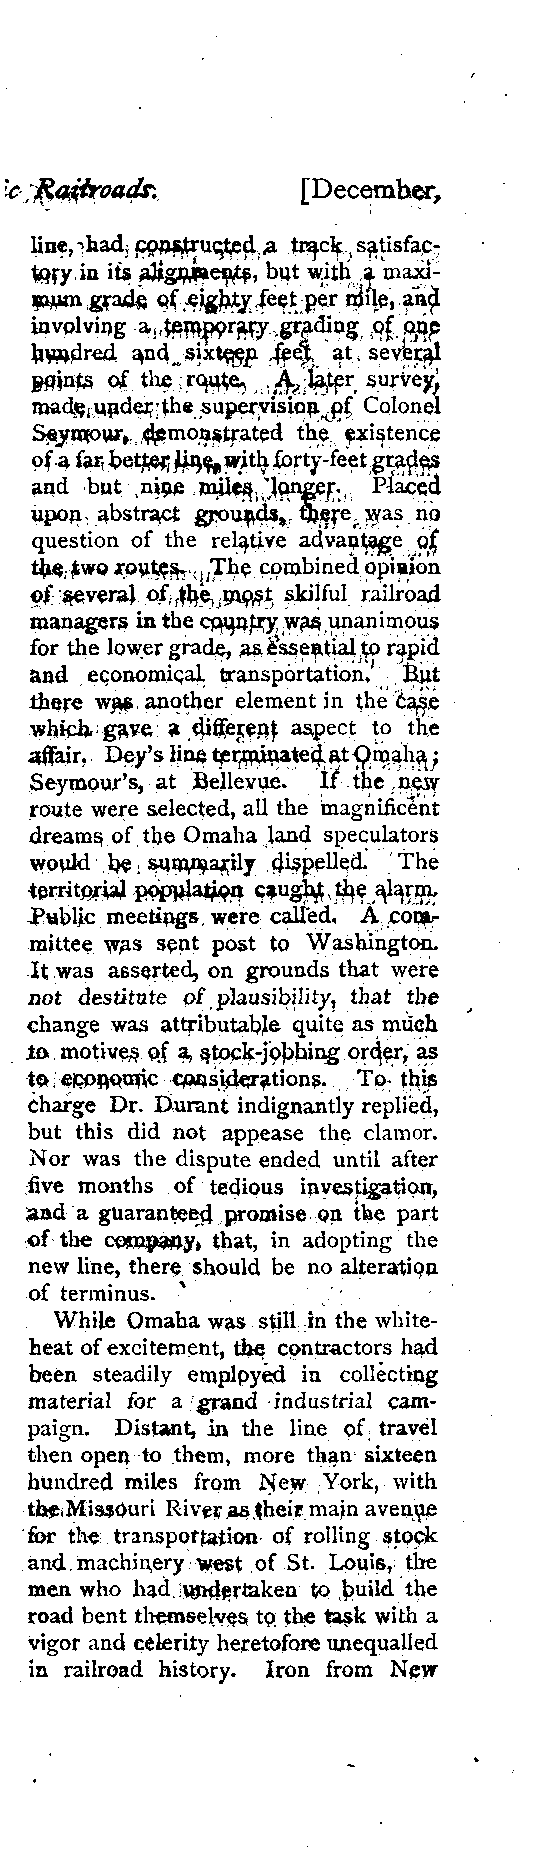 ic Railroads. [December,
line, had constructed a track satisfac-
tory in its alignments, but with a maxi-
mum grade of eighty feet per mile, and
involving a temporary grading of one
hundred and sixteen feet at several
points of the route. A later survey,
made under the supervision of Colonel
Seymour, demonstrated the existence
of a far better line, with forty-feet grades
and but nine miles longer. Placed
upon abstract grounds, there was no
question of the relative advantage of
the two routes. The combined opinion
of several of the most skilful railroad
managers in the country was unanimous
for the lower grade, as essential to rapid
and economical transportation. But
there was another element in the case
which gave a different aspect to the
affair. Dey's line terminated at Omaha;
Seymour's, at Bellevue. If the new
route were selected, all the magnificent
dreams of the Omaha land speculators
would be summarily dispelled. The
territorial population caught the alarm.
Public meetings were called. A com-
mittee was sent post to Washington.
It was asserted, on grounds that were
not destitute of plausibility, that the
change was attributable quite as much
to motives of a stock-jobbing order, as
to economic considerations. To this
charge Dr. Durant indignantly replied,
but this did not appease the clamor.
Nor was the dispute ended until after
five months of tedious investigation,
and a guaranteed promise on the part
of the company, that, in adopting the
new line, there should be no alteration
of terminus.
While Omaha was still in the white-
heat of excitement, the contractors had
been steadily employed in collecting
material for a grand industrial cam-
paign. Distant, in the line of travel
then open to them, more than sixteen
hundred miles from New York, with
the Missouri River as their main avenue
for the transportation of rolling stock
and machinery west of St. Louis, the
men who had undertaken to build the
road bent themselves to the task with a
vigor and celerity heretofore unequalled
in railroad history. Iron from New